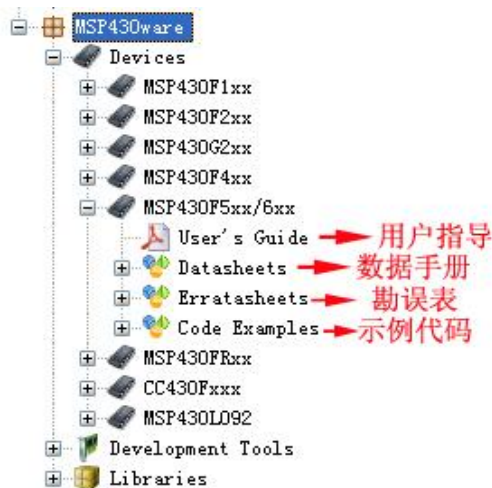 MSP430ware
Devices
MSP430F1xx
MSP430F2xx
MSP430G2xx
MSP430F4xx
MSP430F5xx/6xx
User's Guide 用户指导
Datasheets 数据手册
Erratasheets 勘误表
Code Examples 示例代码
MSP430FRxx
CC430Fxxx
MSP430L092
Development Tools
Libraries